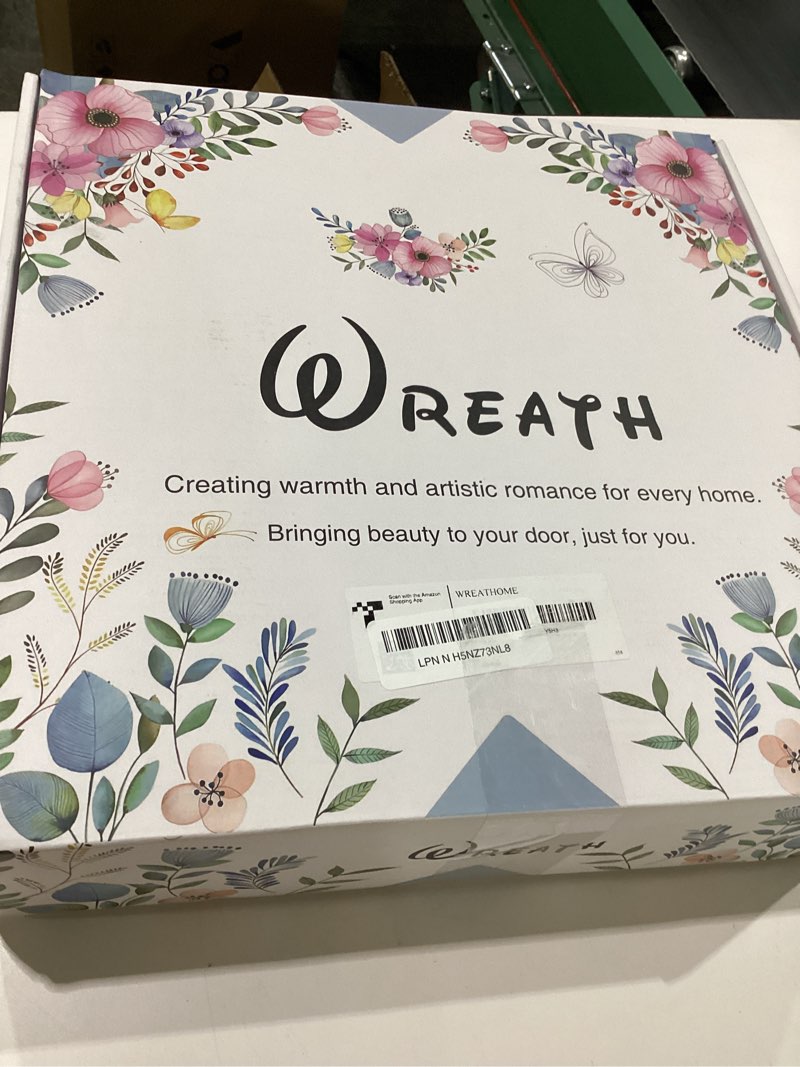 WREATH
Creating warmth and artistic romance for every home.
Bringing beauty to your door, just for you.
Scan with the Amazon
Shopping App
WREATHOME
LPN N H5NZ73NL8
WREATH